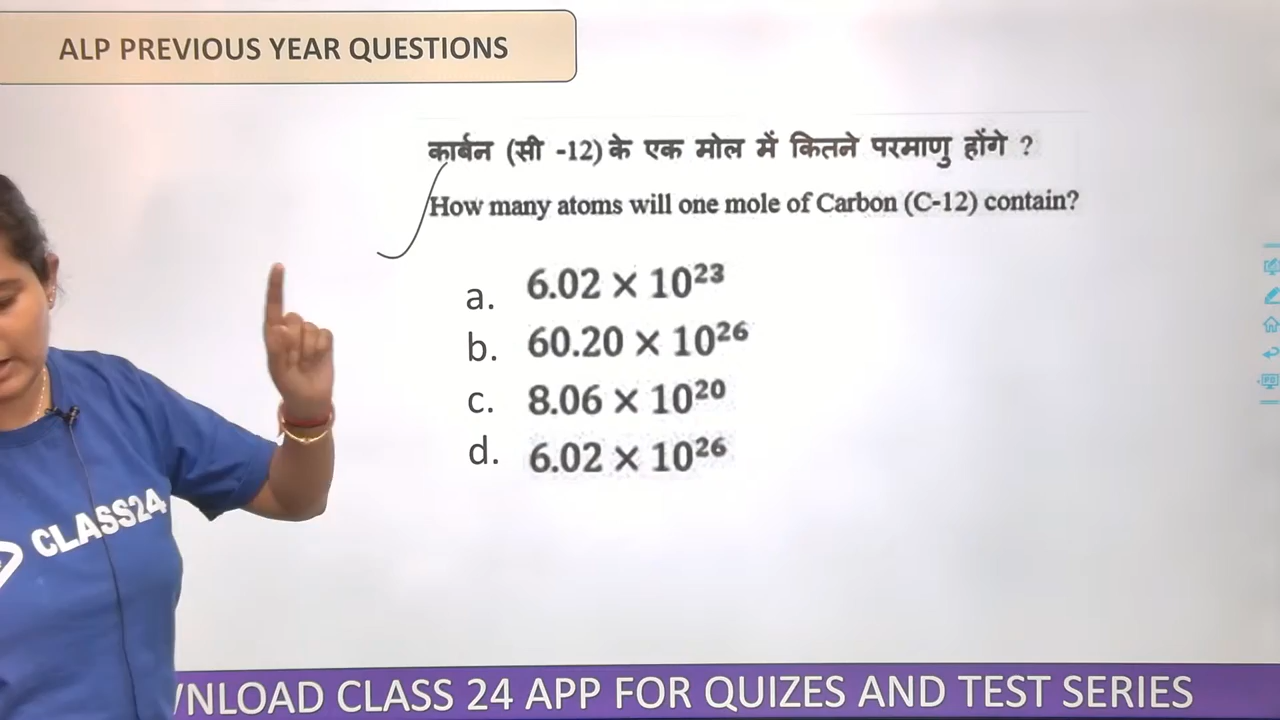 ALP PREVIOUS YEAR QUESTIONS
कार्बन (सी -12) के एक मोल में कितने परमाणु होंगे ?
How many atoms will one mole of Carbon (C-12) contain?
a. 6.02 × 10²³
b. 60.20 × 10²⁶
c. 8.06 × 10²⁰
d. 6.02 × 10²⁶
CLASS24
CLASS 24 APP FOR QUIZES AND TEST SERIES